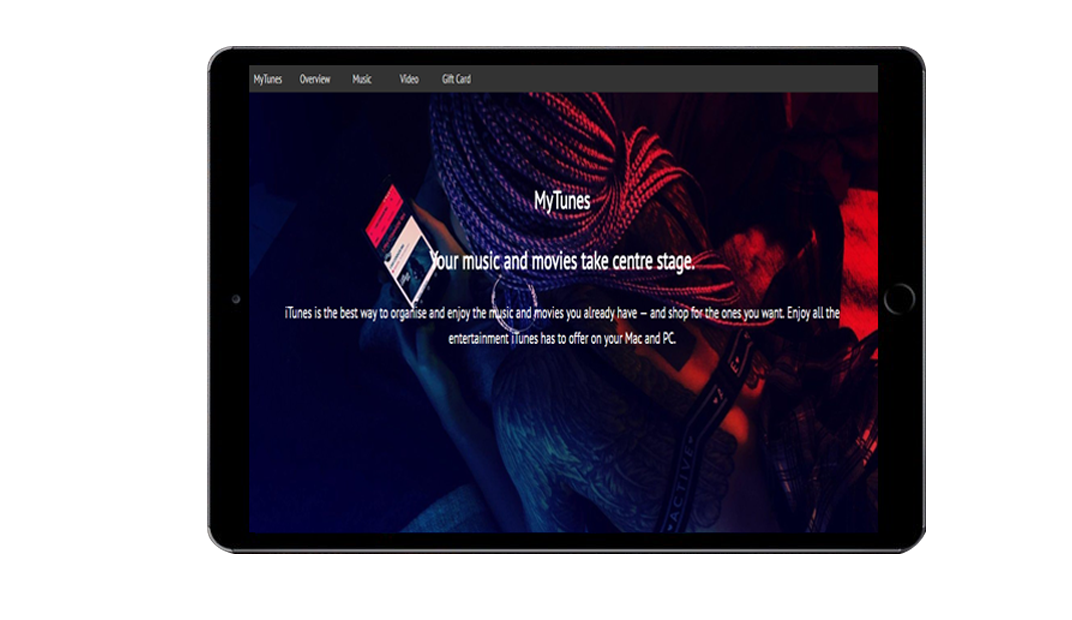 MyTunes Overview Music Video Gift Card
MyTunes
Your music and movies take centre stage.
iTunes is the best way to organise and enjoy the music and movies you already have – and shop for the ones you want. Enjoy all the
entertainment iTunes has to offer on your Mac and PC.
ACTIVE